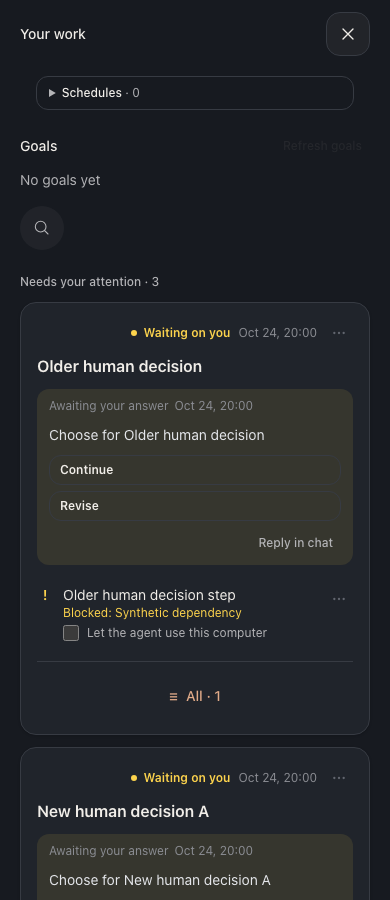 Your work
Schedules · 0
Goals
Refresh goals
No goals yet
Needs your attention · 3
Waiting on you Oct 24, 20:00
Older human decision
Awaiting your answer Oct 24, 20:00
Choose for Older human decision
Continue
Revise
Reply in chat
! Older human decision step
Blocked: Synthetic dependency
Let the agent use this computer
All · 1
Waiting on you Oct 24, 20:00
New human decision A
Awaiting your answer Oct 24, 20:00
Choose for New human decision A